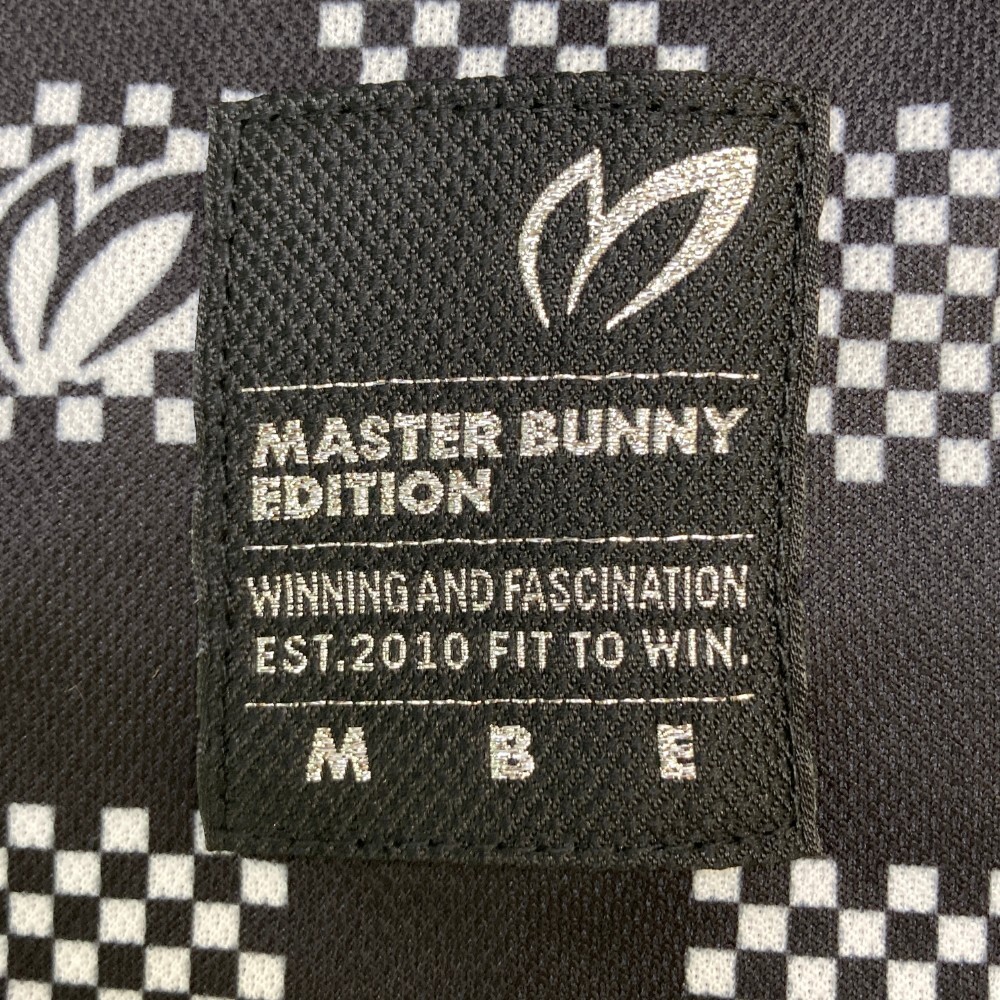 MASTER BUNNY
EDITION
WINNING AND FASCINATION
EST.2010 FIT TO WIN.
M B E